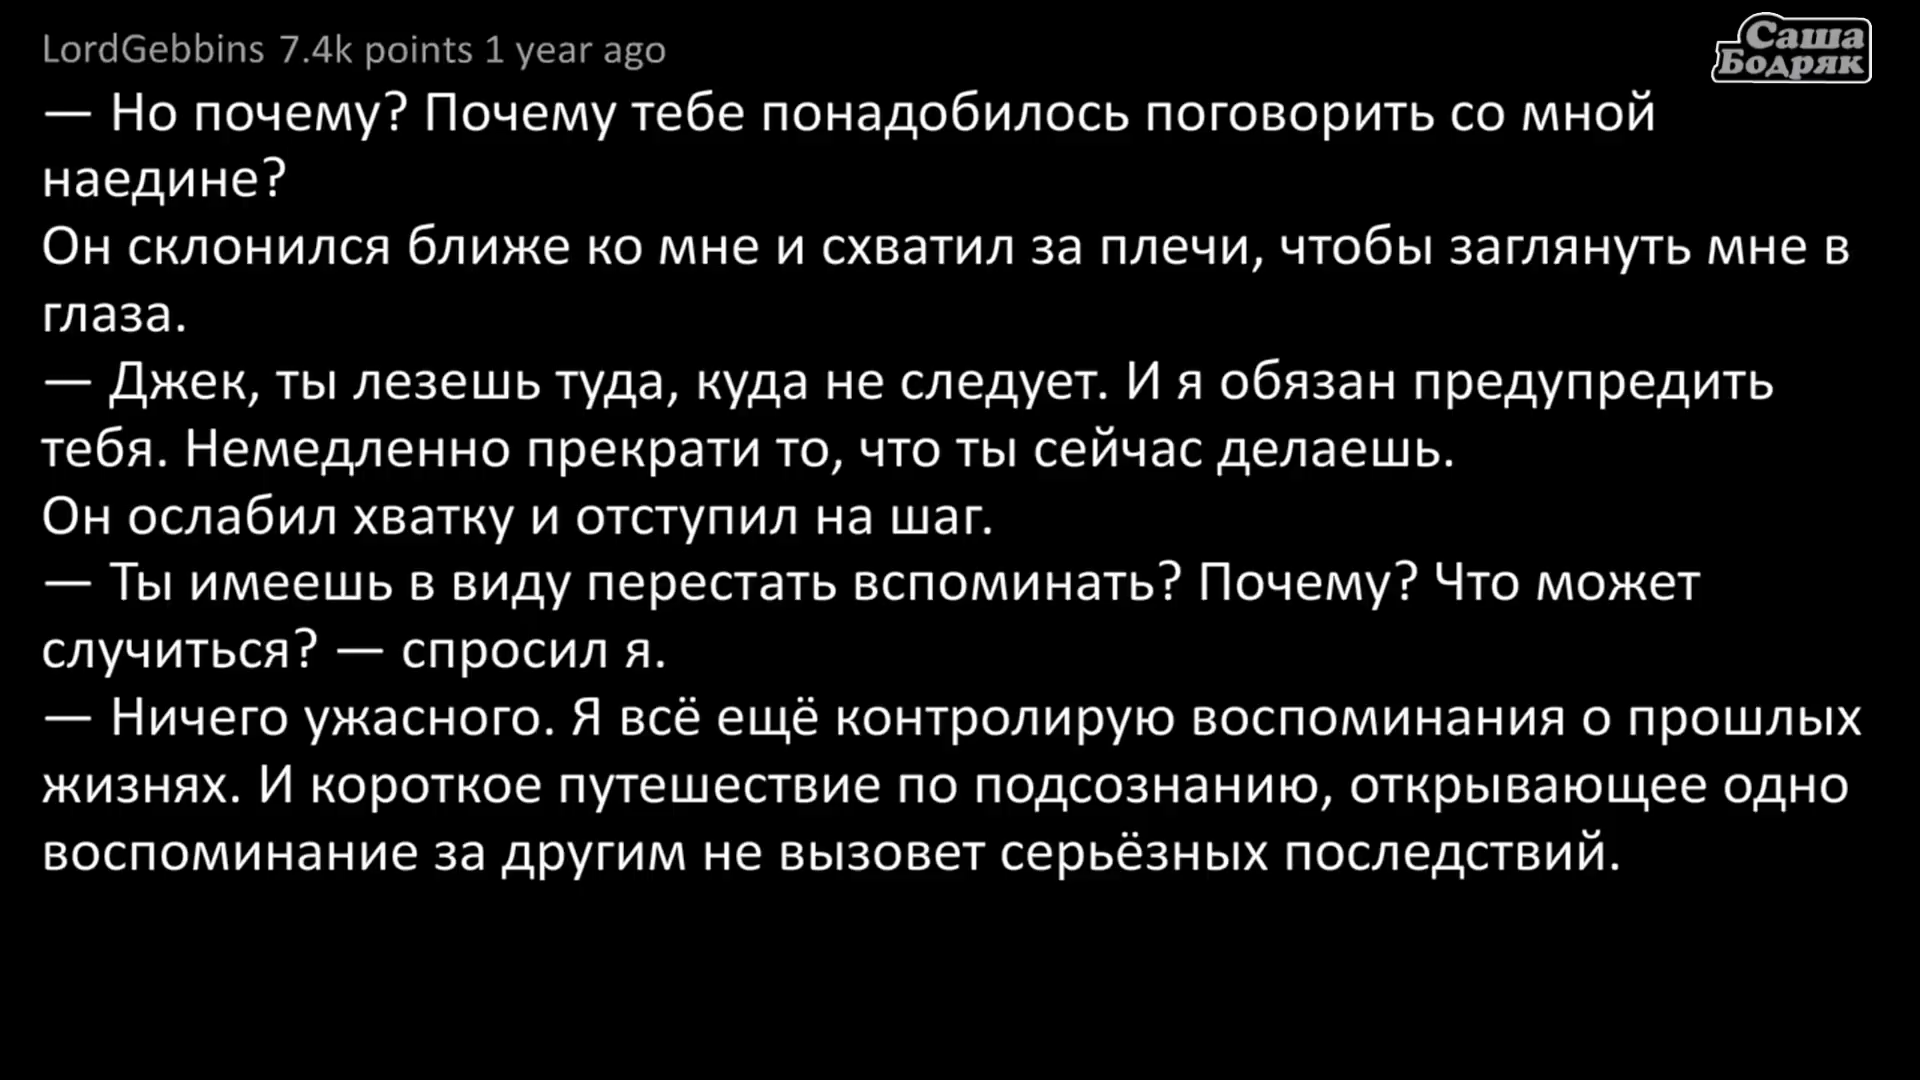 LordGebbins 7.4k points 1 year ago
Саша
Бодряк
— Но почему? Почему тебе понадобилось поговорить со мной
наедине?
Он склонился ближе ко мне и схватил за плечи, чтобы заглянуть мне в
глаза.
— Джек, ты лезешь туда, куда не следует. И я обязан предупредить
тебя. Немедленно прекрати то, что ты сейчас делаешь.
Он ослабил хватку и отступил на шаг.
— Ты имеешь в виду перестать вспоминать? Почему? Что может
случиться? — спросил я.
— Ничего ужасного. Я всё ещё контролирую воспоминания о прошлых
жизнях. И короткое путешествие по подсознанию, открывающее одно
воспоминание за другим не вызовет серьёзных последствий.